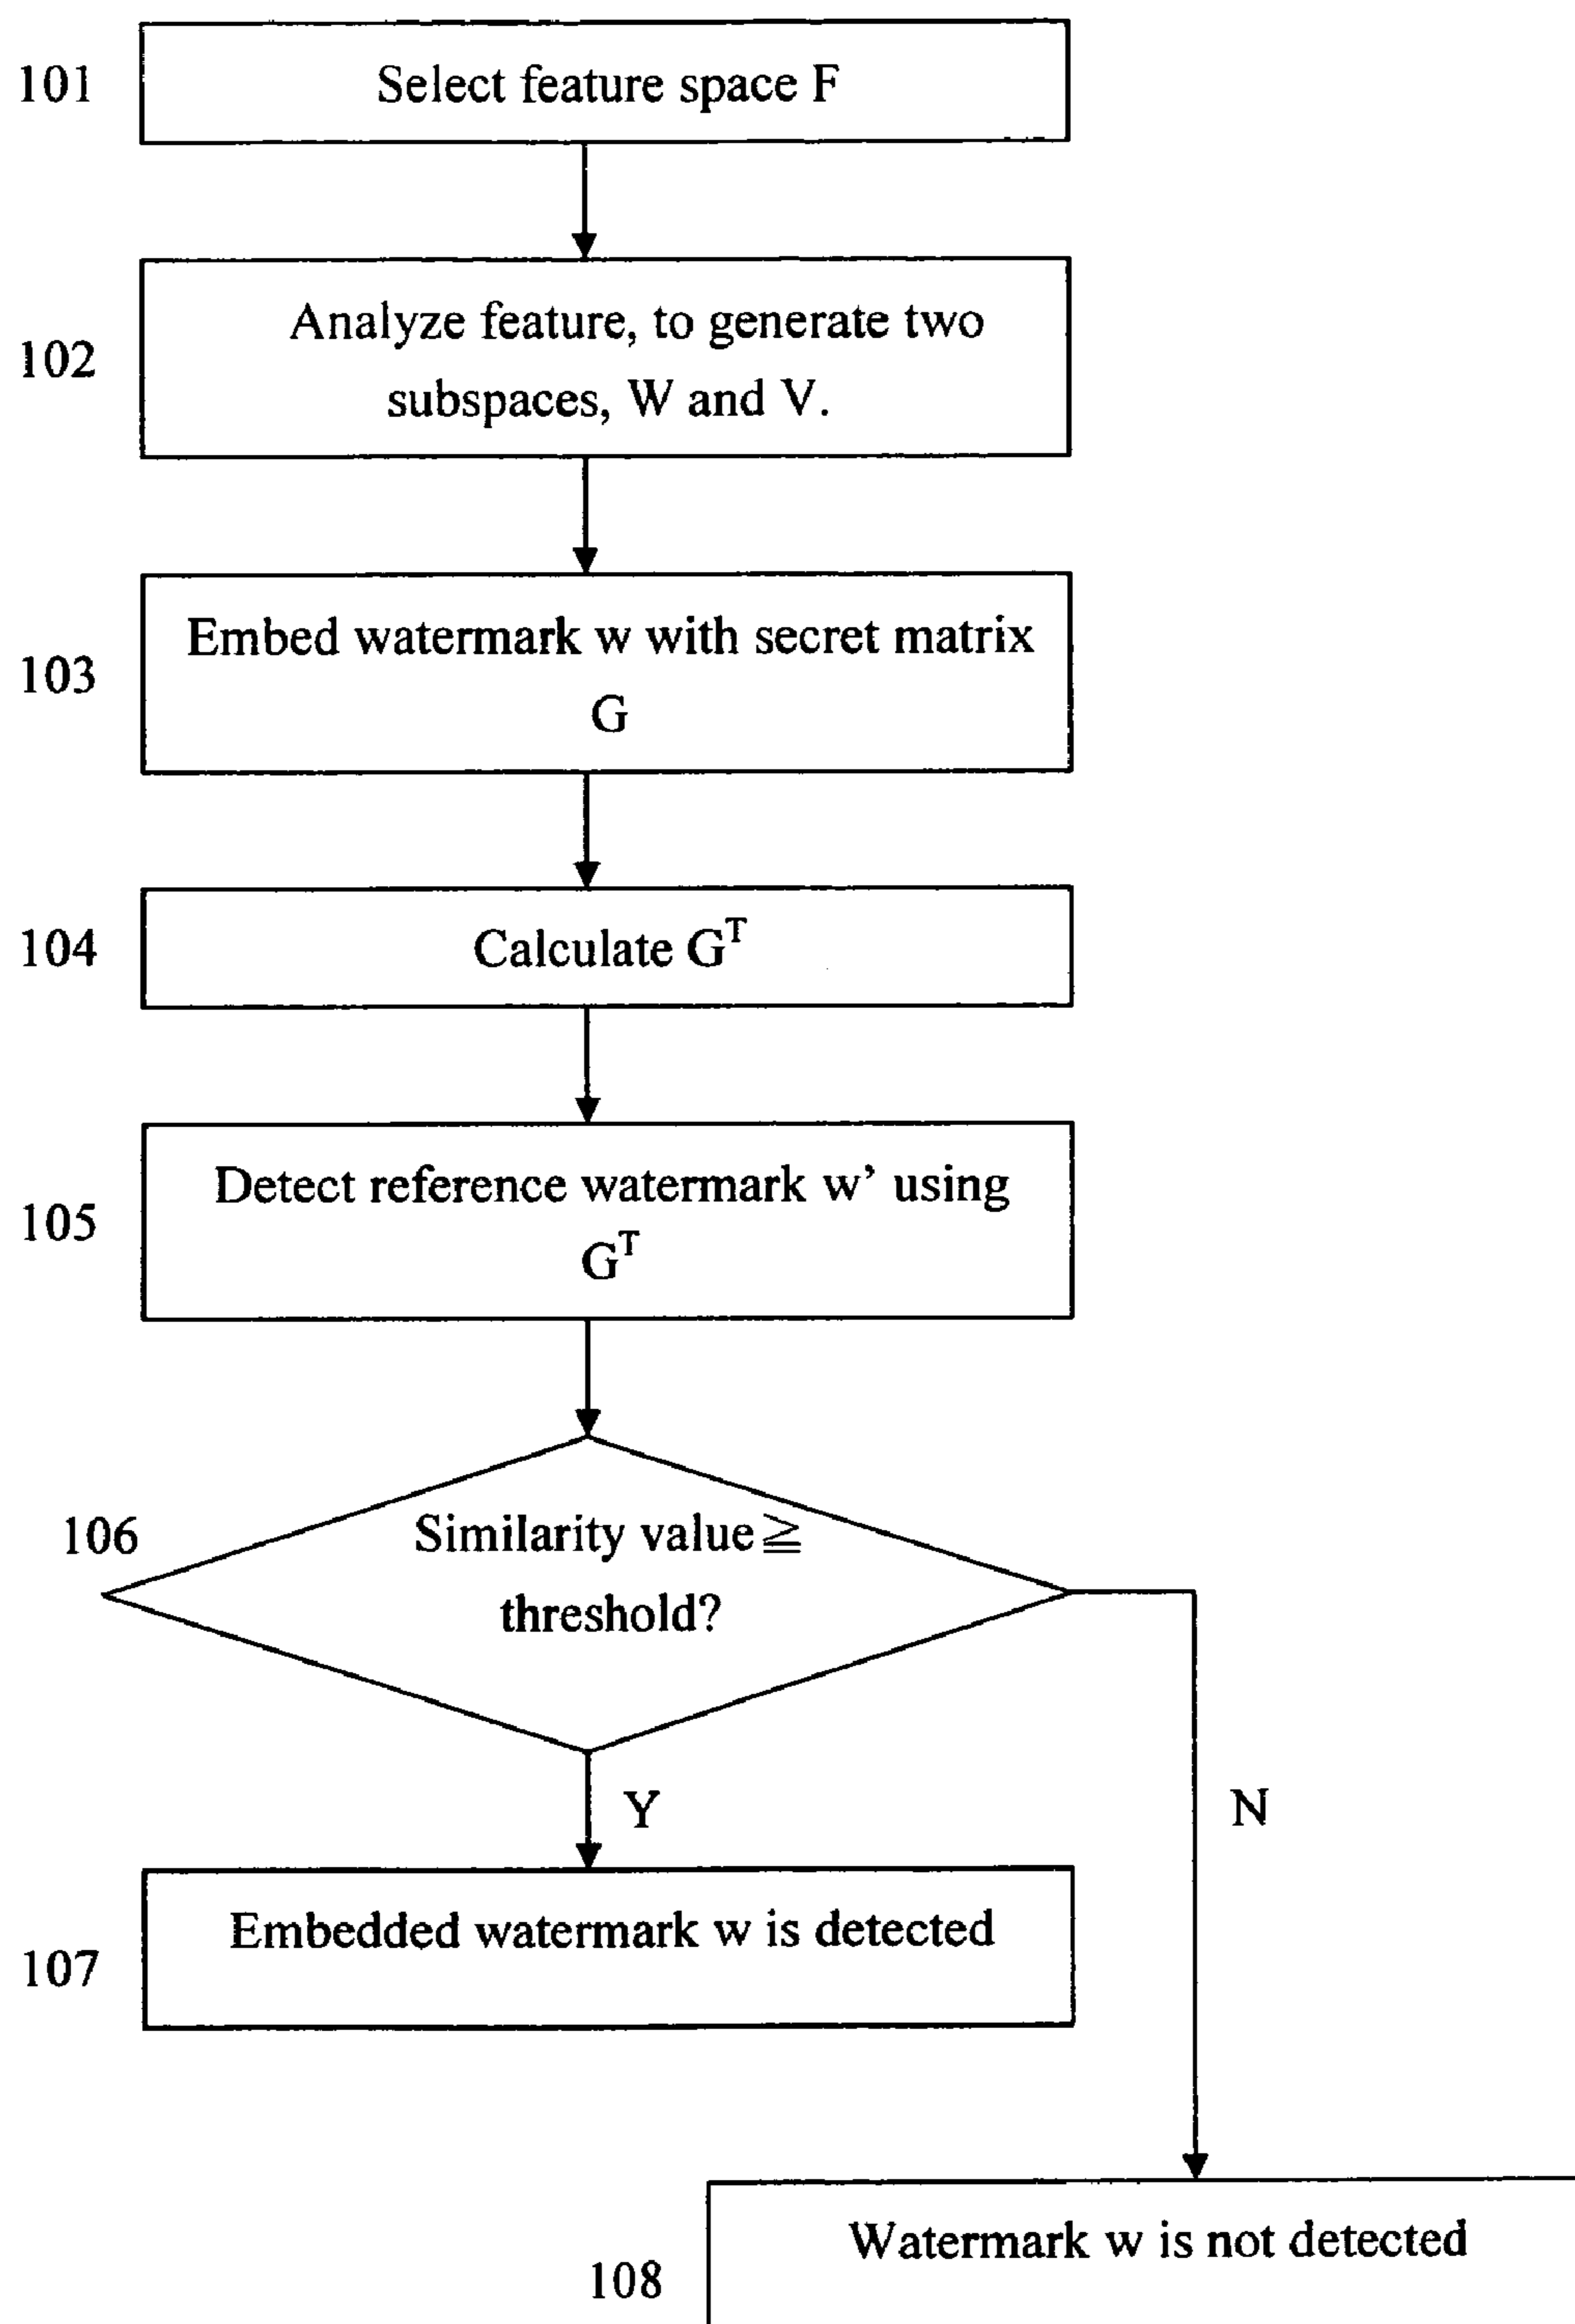 101
Select feature space F
102
Analyze feature, to generate two
subspaces, W and V.
103
Embed watermark w with secret matrix
G
104
Calculate G^T
105
Detect reference watermark w' using
G^T
106
Similarity value ≧
threshold?
Y
N
107
Embedded watermark w is detected
108
Watermark w is not detected